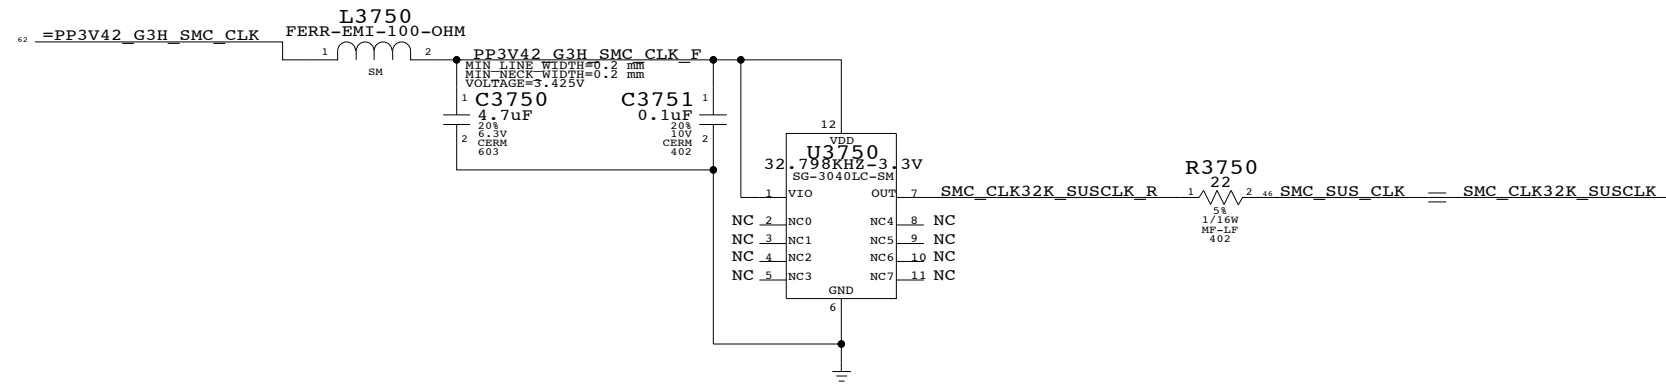 L3750
FERR-EMI-100-OHM
62 =PP3V42_G3H_SMC_CLK
1 2
SM
PP3V42_G3H_SMC_CLK_F
MIN_LINE_WIDTH=0.2 mm
MIN_NECK_WIDTH=0.2 mm
VOLTAGE=3.425V
1 C3750
4.7uF
20%
6.3V
2 CERM
603
C3751 1
0.1uF
20%
10V
CERM 2
402
12
VDD
U3750
32.798KHZ-3.3V
SG-3040LC-SM
1 VIO OUT 7
NC 2 NC0 NC4 8 NC
NC 3 NC1 NC5 9 NC
NC 4 NC2 NC6 10 NC
NC 5 NC3 NC7 11 NC
GND
6
SMC_CLK32K_SUSCLK_R
R3750
22
1 2
5%
1/16W
MF-LF
402
46 SMC_SUS_CLK
SMC_CLK32K_SUSCLK